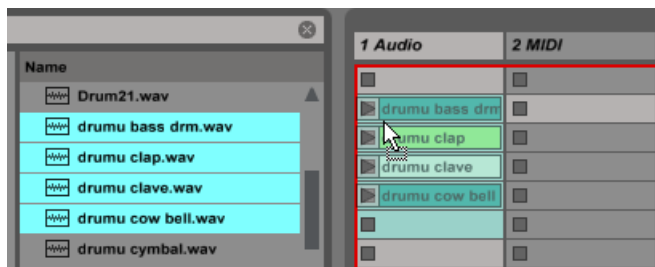 Name
Drum21.wav
drumu bass drm.wav
drumu clap.wav
drumu clave.wav
drumu cow bell.wav
drumu cymbal.wav
1 Audio
2 MIDI
drumu bass drm
drumu clap
drumu clave
drumu cow bell